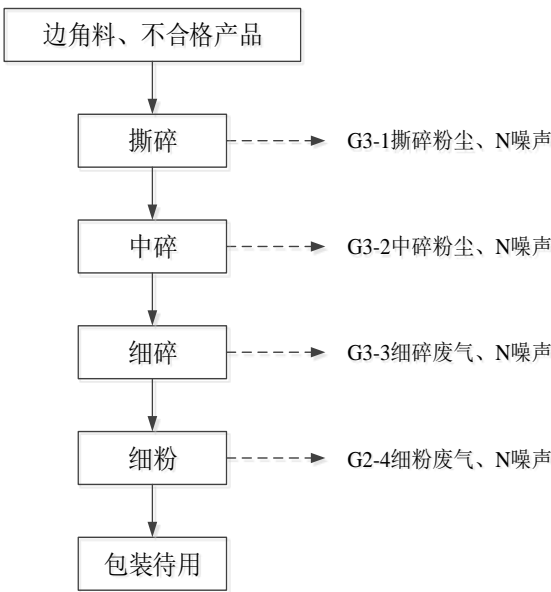 边角料、不合格产品
撕碎
G3-1撕碎粉尘、N噪声
中碎
G3-2中碎粉尘、N噪声
细碎
G3-3细碎废气、N噪声
细粉
G2-4细粉废气、N噪声
包装待用